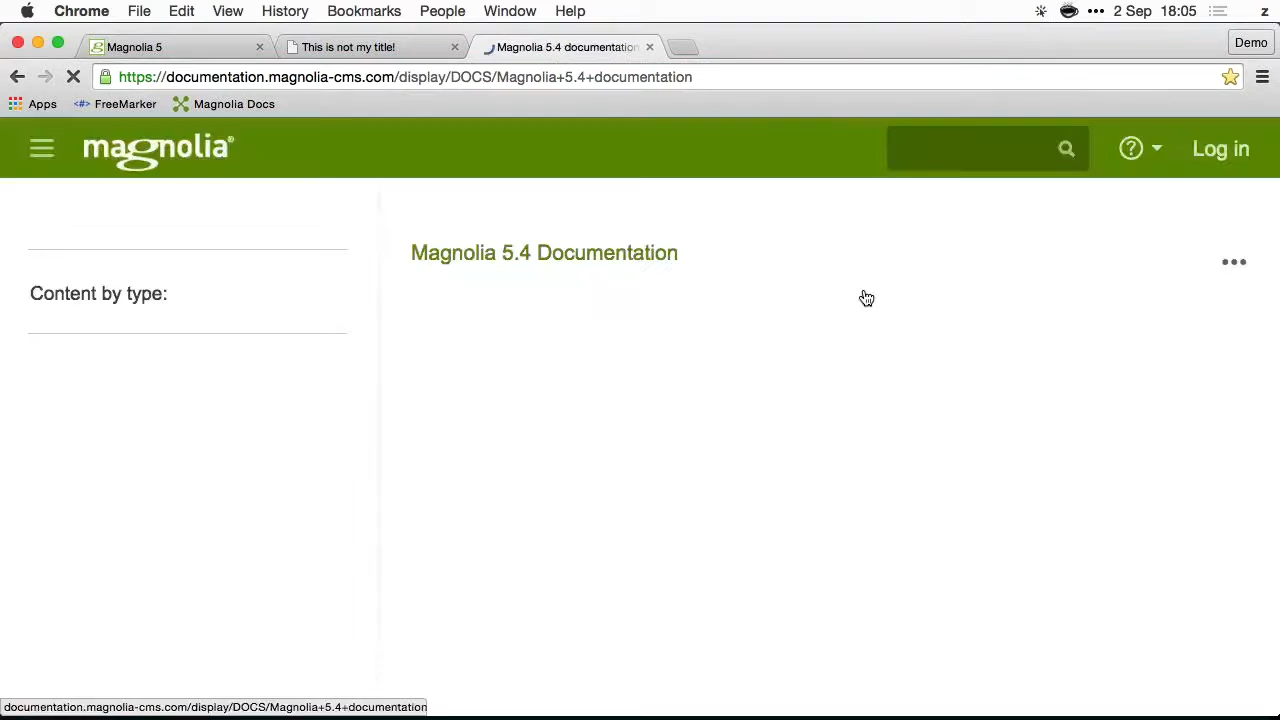 Chrome File Edit View History Bookmarks People Window Help ••• 2 Sep 18:05 z
Magnolia 5 This is not my title! Magnolia 5.4 documentation Demo
https://documentation.magnolia-cms.com/display/DOCS/Magnolia+5.4+documentation
Apps <#> FreeMarker Magnolia Docs
magnolia® ? Log in
Magnolia 5.4 Documentation
•••
Content by type:
documentation.magnolia-cms.com/display/DOCS/Magnolia+5.4+documentation